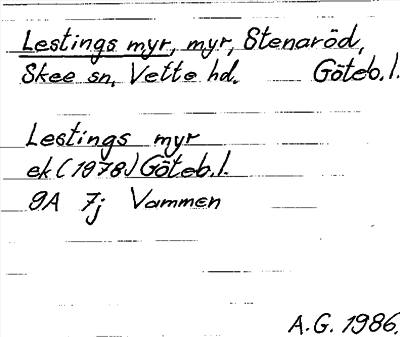 Lestings myr, myr, Stenaröd,
Skee sn, Vette hd. Göteb.l.
Lestings myr
ek (1978) Göteb.l.
9A 7j Vammen
A.G. 1986.